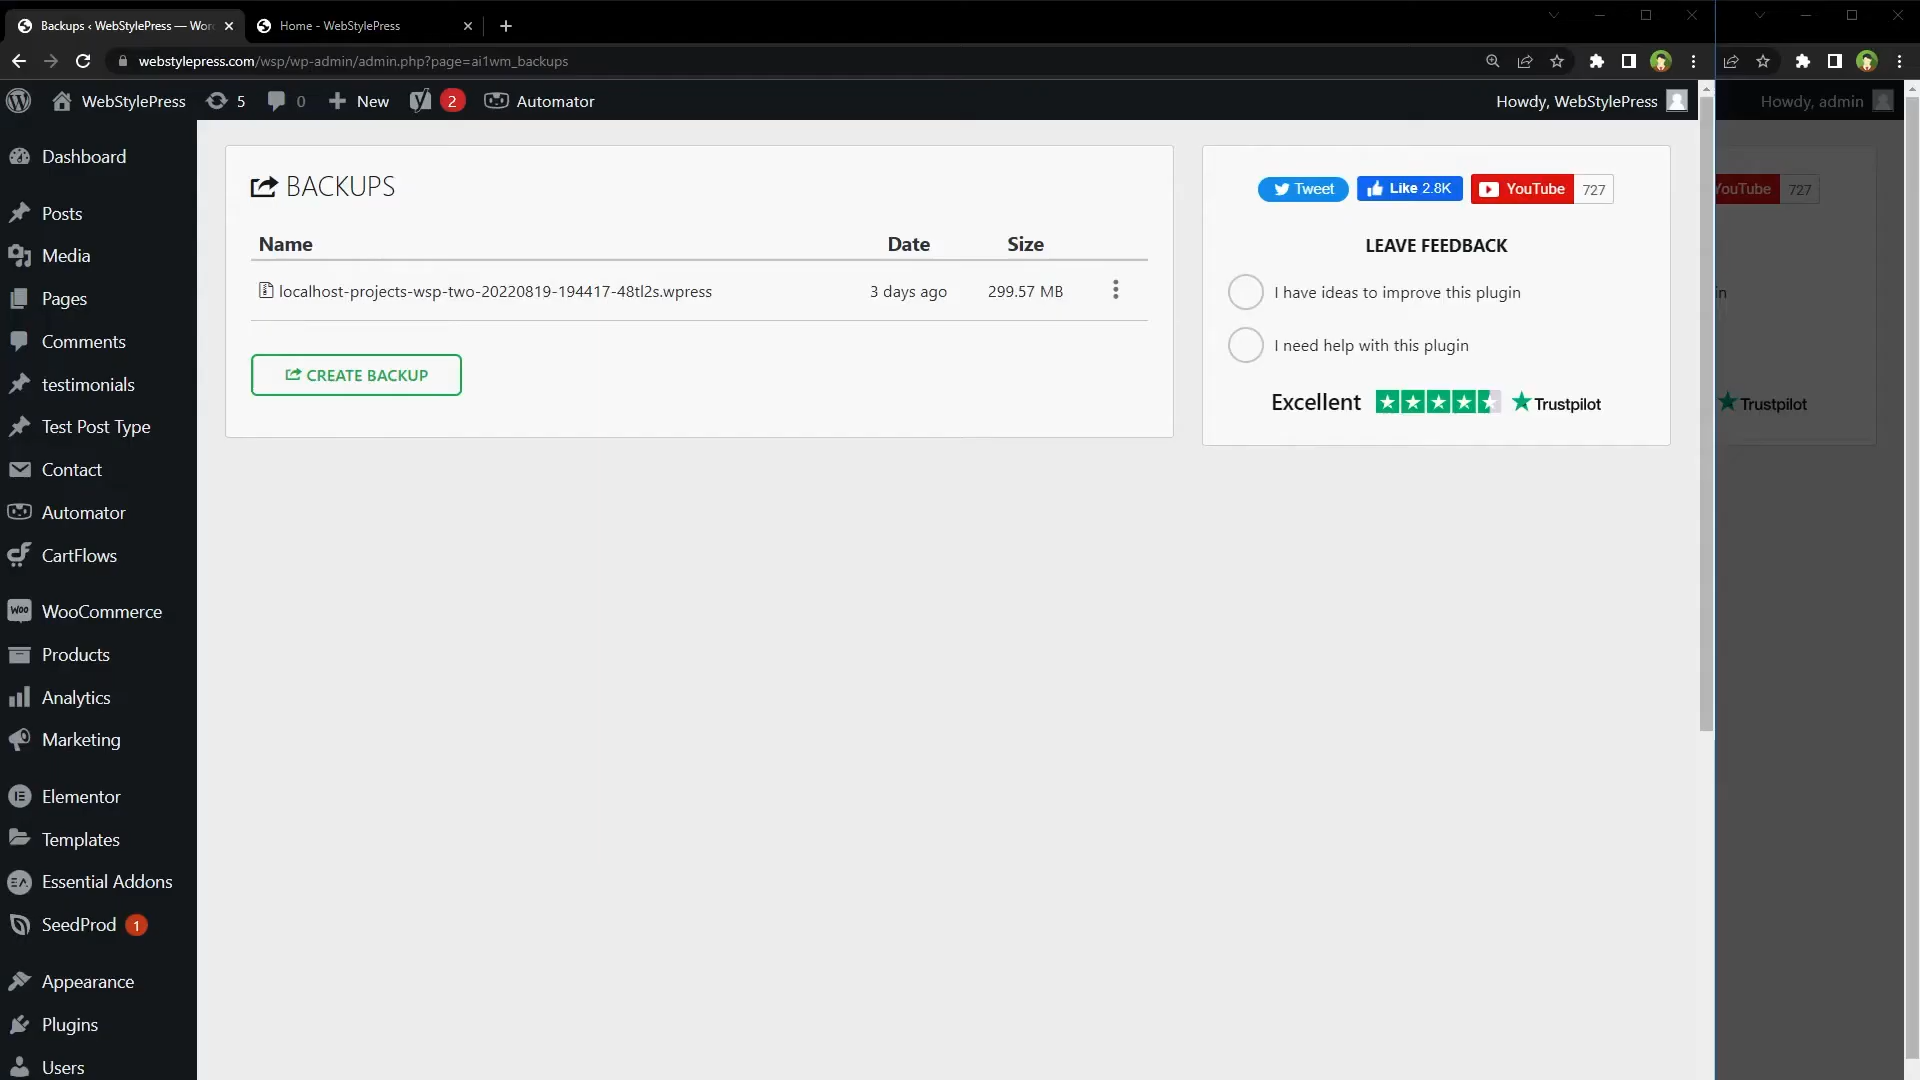 Backups ‹ WebStylePress — Wor
Home - WebStylePress
webstylepress.com/wsp/wp-admin/admin.php?page=ai1wm_backups
WebStylePress
5
0
New
2
Automator
Howdy, WebStylePress
Howdy, admin
Dashboard
Posts
Media
Pages
Comments
testimonials
Test Post Type
Contact
Automator
CartFlows
WooCommerce
Products
Analytics
Marketing
Elementor
Templates
Essential Addons
SeedProd 1
Appearance
Plugins
Users
BACKUPS
Name Date Size
localhost-projects-wsp-two-20220819-194417-48tl2s.wpress 3 days ago 299.57 MB
CREATE BACKUP
Tweet Like 2.8K YouTube 727
LEAVE FEEDBACK
I have ideas to improve this plugin
I need help with this plugin
Excellent Trustpilot
YouTube 727
in
Trustpilot